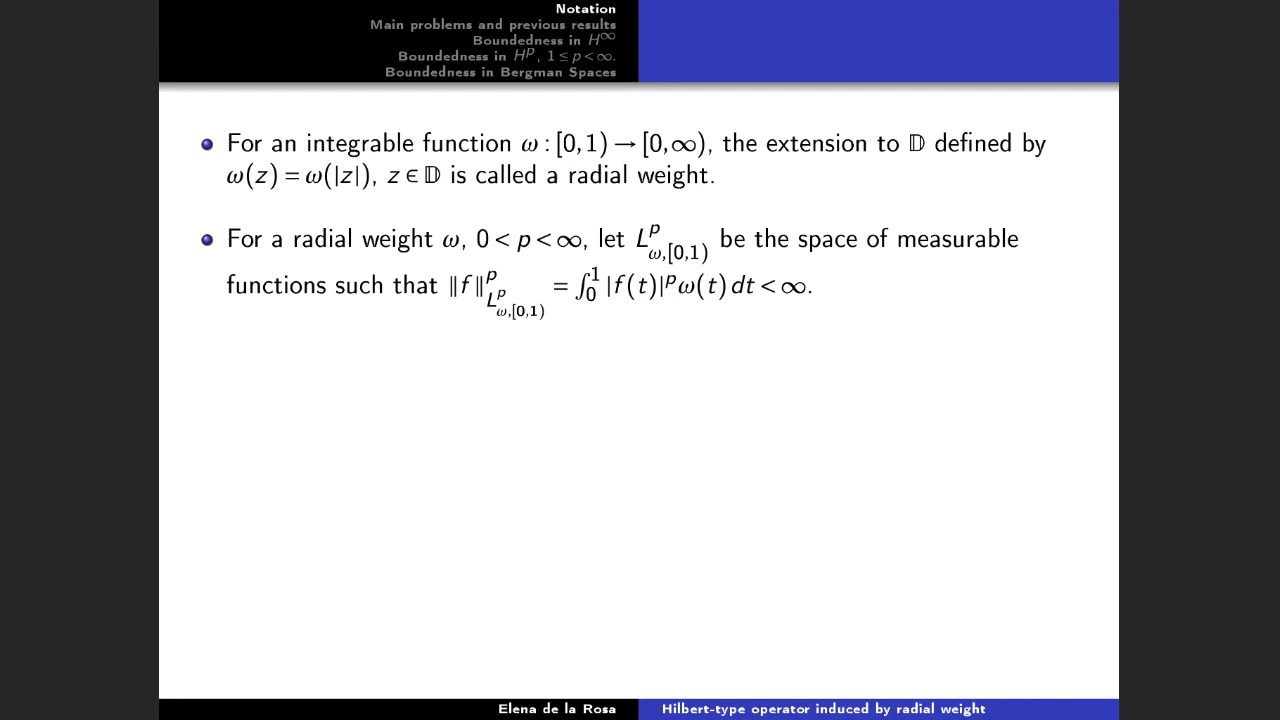 Notation
Main problems and previous results
Boundedness in H^∞
Boundedness in H^p, 1 ≤ p < ∞.
Boundedness in Bergman Spaces
For an integrable function ω : [0,1) → [0,∞), the extension to 𝔻 defined by
ω(z) = ω(|z|), z ∈ 𝔻 is called a radial weight.
For a radial weight ω, 0 < p < ∞, let L^p_{ω,[0,1)} be the space of measurable
functions such that ‖f‖^p_{L^p_{ω,[0,1)}} = ∫_0^1 |f(t)|^p ω(t) dt < ∞.
Elena de la Rosa
Hilbert-type operator induced by radial weight